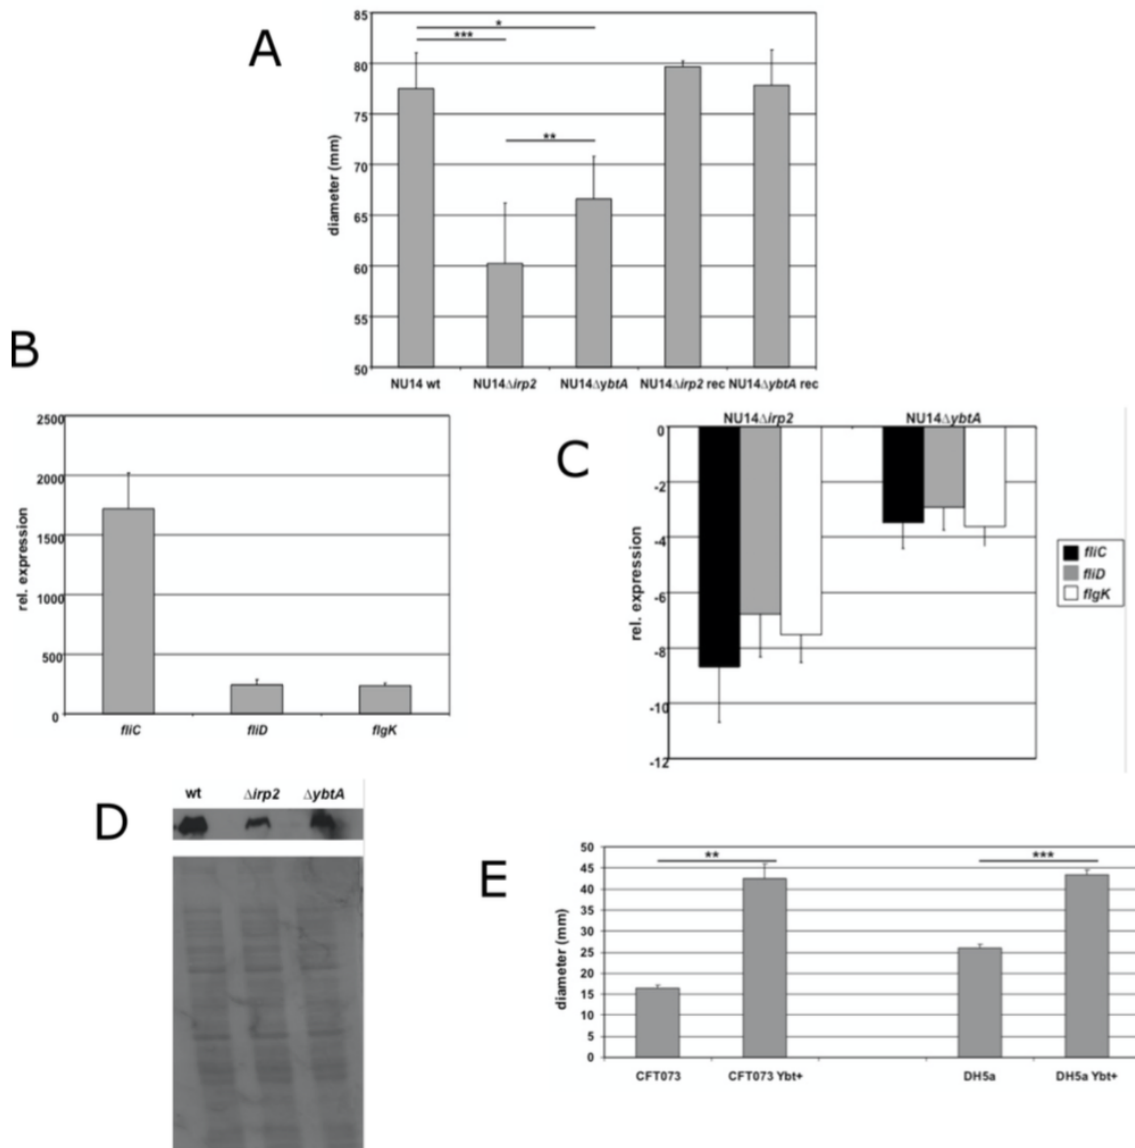 A
85
80
75
70
65
60
55
50
diameter (mm)
*
***
**
NU14 wt
NU14Δirp2
NU14ΔybtA
NU14Δirp2 rec
NU14ΔybtA rec
B
2500
2000
1500
1000
500
0
rel. expression
fliC
fliD
flgK
C
NU14Δirp2
NU14ΔybtA
0
-2
-4
-6
-8
-10
-12
rel. expression
fliC
fliD
flgK
D
wt
Δirp2
ΔybtA
E
50
45
40
35
30
25
20
15
10
5
0
diameter (mm)
**
***
CFT073
CFT073 Ybt+
DH5a
DH5a Ybt+